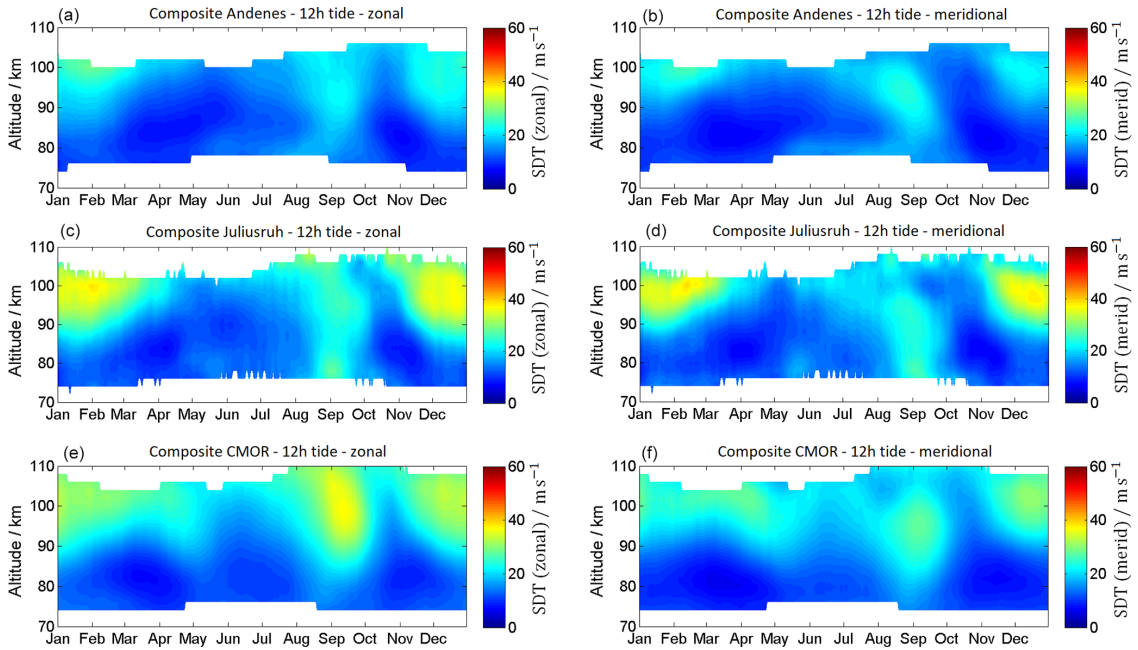 (a) Composite Andenes - 12h tide - zonal
110
100
90
80
70
Altitude / km
Jan Feb Mar Apr May Jun Jul Aug Sep Oct Nov Dec
60
40
20
0
SDT (zonal) / m s⁻¹
(b) Composite Andenes - 12h tide - meridional
110
100
90
80
70
Altitude / km
Jan Feb Mar Apr May Jun Jul Aug Sep Oct Nov Dec
60
40
20
0
SDT (merid) / m s⁻¹
(c) Composite Juliusruh - 12h tide - zonal
110
100
90
80
70
Altitude / km
Jan Feb Mar Apr May Jun Jul Aug Sep Oct Nov Dec
60
40
20
0
SDT (zonal) / m s⁻¹
(d) Composite Juliusruh - 12h tide - meridional
110
100
90
80
70
Altitude / km
Jan Feb Mar Apr May Jun Jul Aug Sep Oct Nov Dec
60
40
20
0
SDT (merid) / m s⁻¹
(e) Composite CMOR - 12h tide - zonal
110
100
90
80
70
Altitude / km
Jan Feb Mar Apr May Jun Jul Aug Sep Oct Nov Dec
60
40
20
0
SDT (zonal) / m s⁻¹
(f) Composite CMOR - 12h tide - meridional
110
100
90
80
70
Altitude / km
Jan Feb Mar Apr May Jun Jul Aug Sep Oct Nov Dec
60
40
20
0
SDT (merid) / m s⁻¹